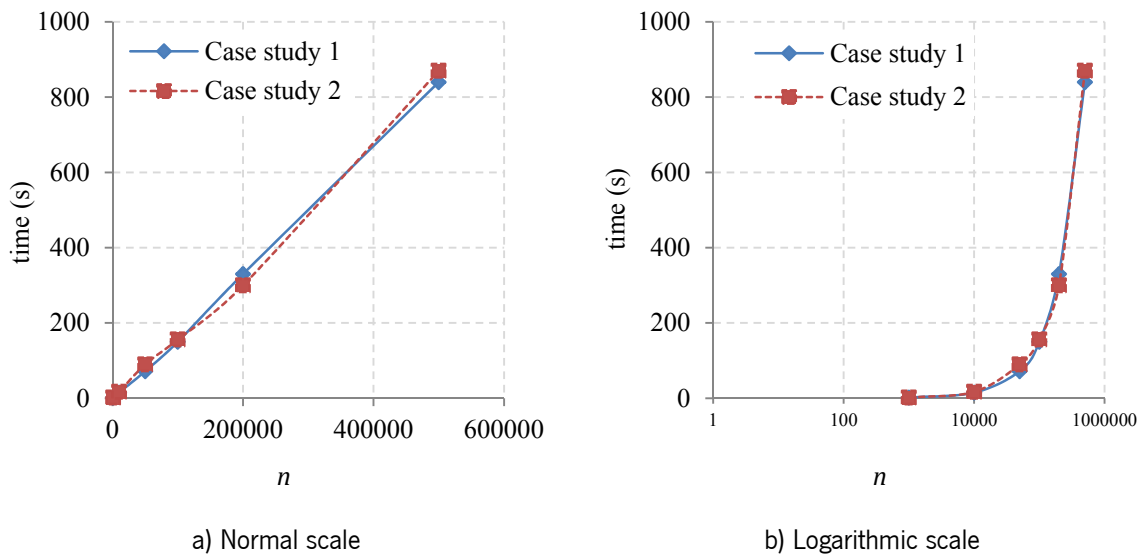 1000
800
600
400
200
0
time (s)
Case study 1
Case study 2
0
200000
400000
600000
n
a) Normal scale
1000
800
600
400
200
0
time (s)
Case study 1
Case study 2
1
100
10000
1000000
n
b) Logarithmic scale